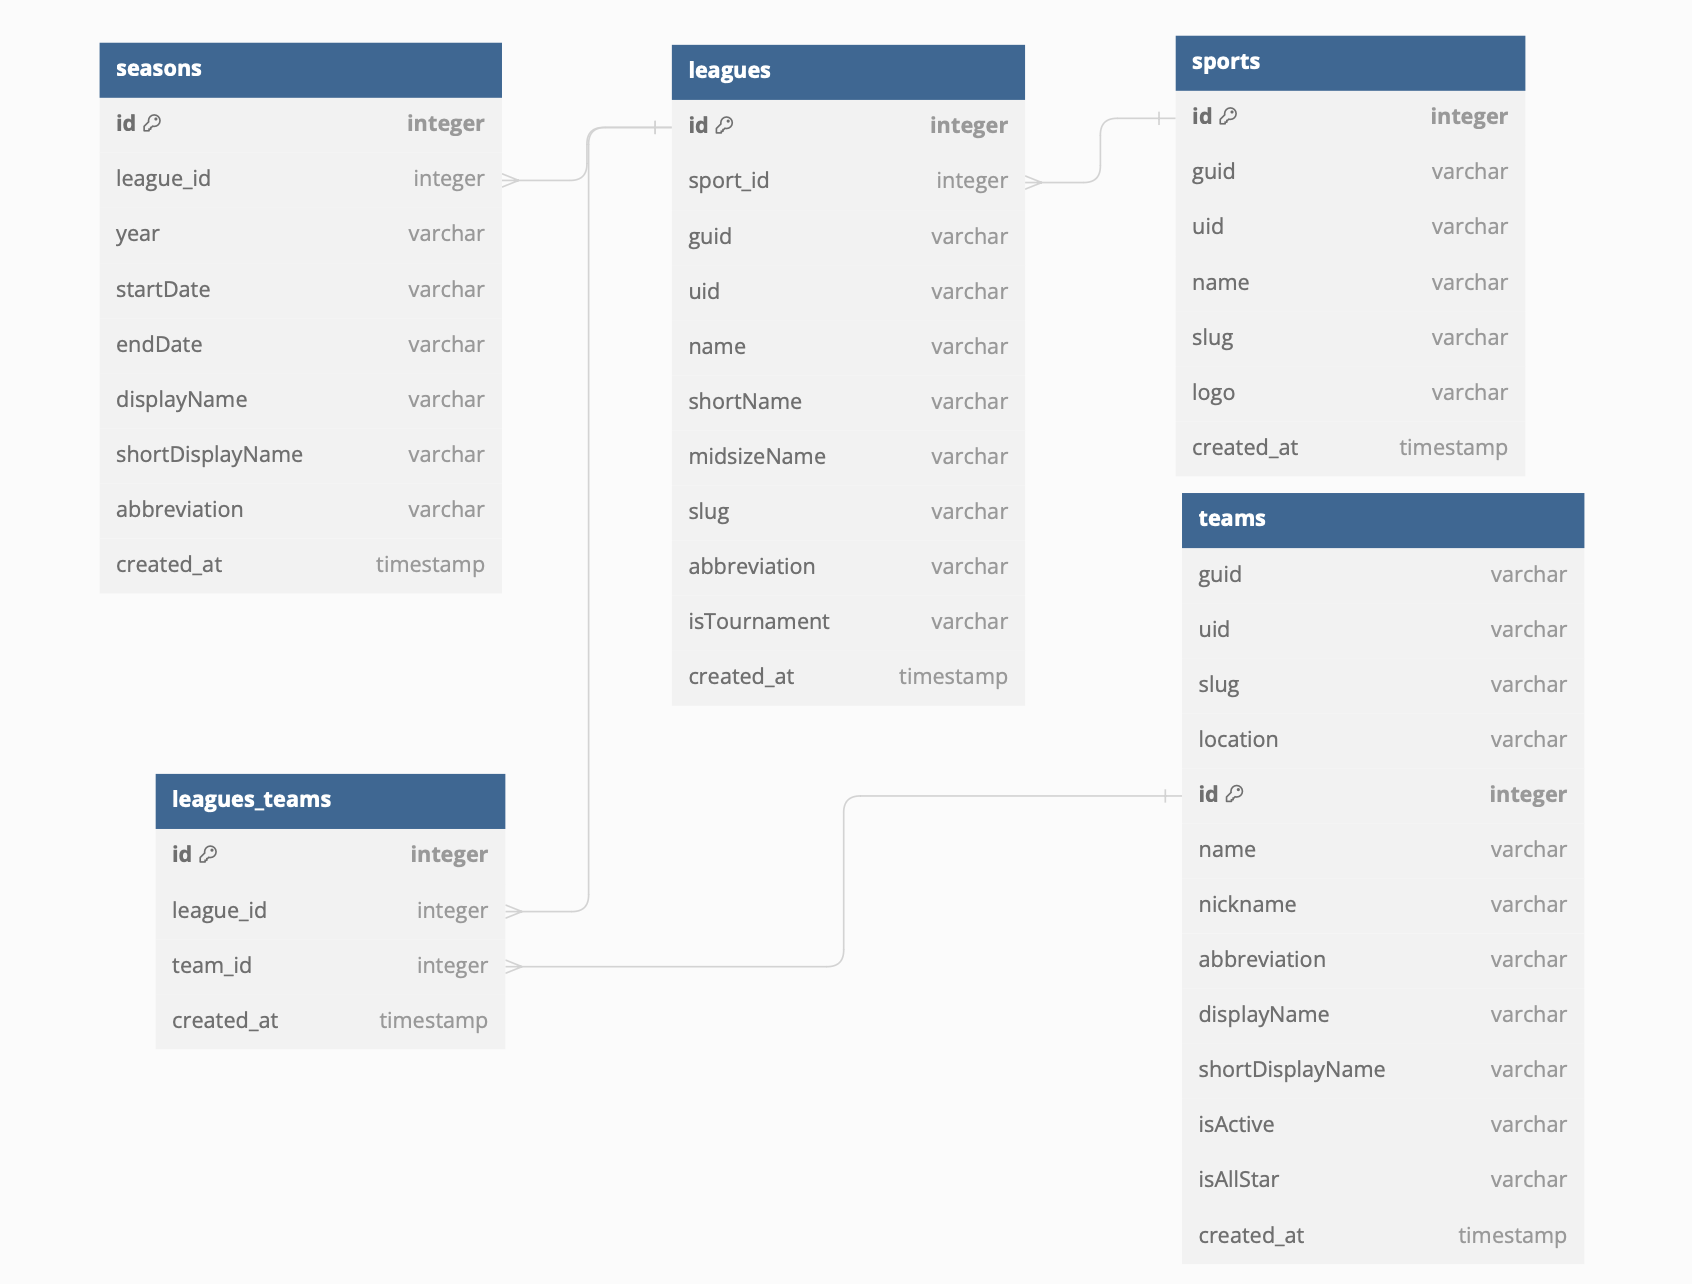 seasons
id integer
league_id integer
year varchar
startDate varchar
endDate varchar
displayName varchar
shortDisplayName varchar
abbreviation varchar
created_at timestamp
leagues
id integer
sport_id integer
guid varchar
uid varchar
name varchar
shortName varchar
midsizeName varchar
slug varchar
abbreviation varchar
isTournament varchar
created_at timestamp
sports
id integer
guid varchar
uid varchar
name varchar
slug varchar
logo varchar
created_at timestamp
teams
guid varchar
uid varchar
slug varchar
location varchar
id integer
name varchar
nickname varchar
abbreviation varchar
displayName varchar
shortDisplayName varchar
isActive varchar
isAllStar varchar
created_at timestamp
leagues_teams
id integer
league_id integer
team_id integer
created_at timestamp